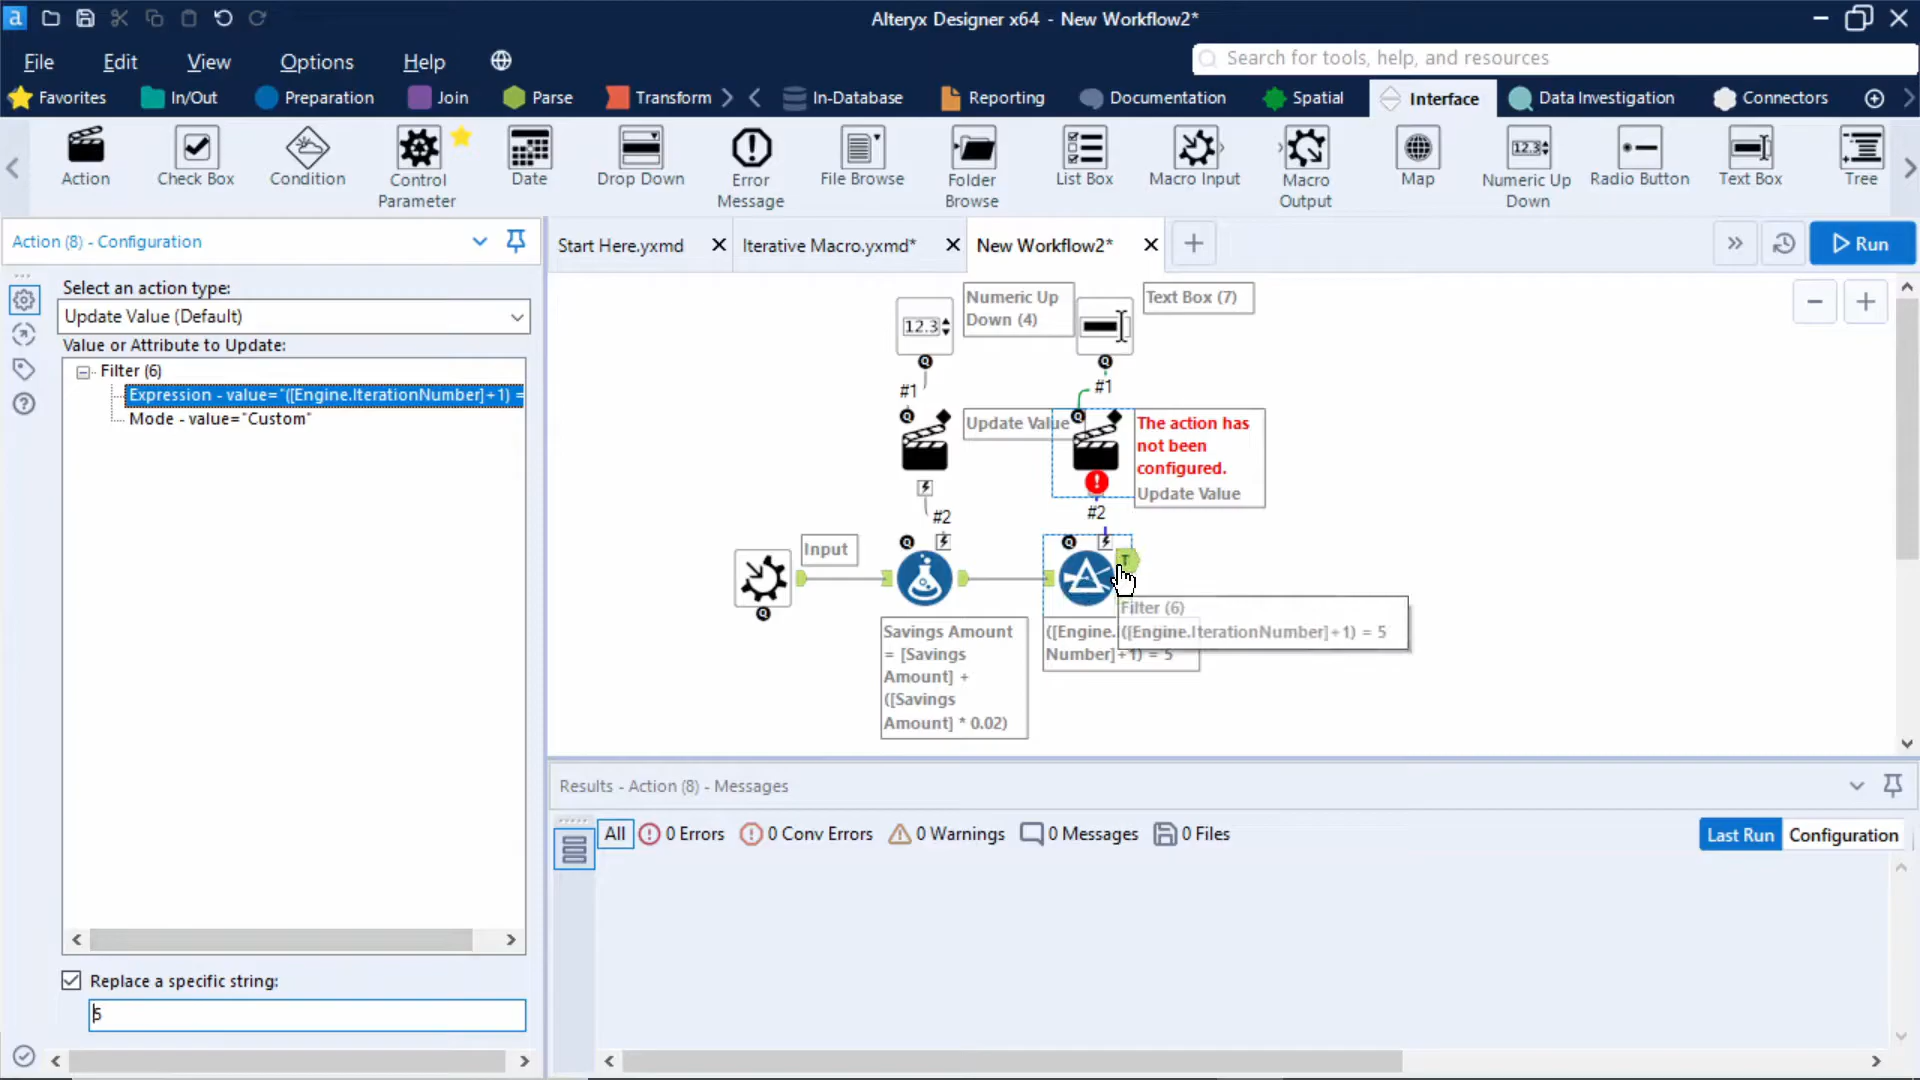 a
Alteryx Designer x64 - New Workflow2*
File Edit View Options Help
Search for tools, help, and resources
Favorites In/Out Preparation Join Parse Transform In-Database Reporting Documentation Spatial Interface Data Investigation Connectors
Action
Check Box
Condition
Control
Parameter
Date
Drop Down
Error
Message
File Browse
Folder
Browse
List Box
Macro Input
Macro
Output
Map
12.3
Numeric Up
Down
Radio Button
Text Box
Tree
Action (8) - Configuration
Start Here.yxmd
Iterative Macro.yxmd*
New Workflow2*
Run
Select an action type:
Update Value (Default)
Value or Attribute to Update:
Filter (6)
Expression - value="([Engine.IterationNumber]+1) =
Mode - value="Custom"
Replace a specific string:
5
12.3
Numeric Up
Down (4)
Text Box (7)
Q
Q
#1
#1
Q
Q
Update Value
The action has
not been
configured.
Update Value
#2
#2
Input
Q
Q
T
Q
Savings Amount
= [Savings
Amount] +
([Savings
Amount] * 0.02)
([Engine.
Number]+1) = 5
Filter (6)
([Engine.IterationNumber]+1) = 5
Results - Action (8) - Messages
All 0 Errors 0 Conv Errors 0 Warnings 0 Messages 0 Files
Last Run Configuration